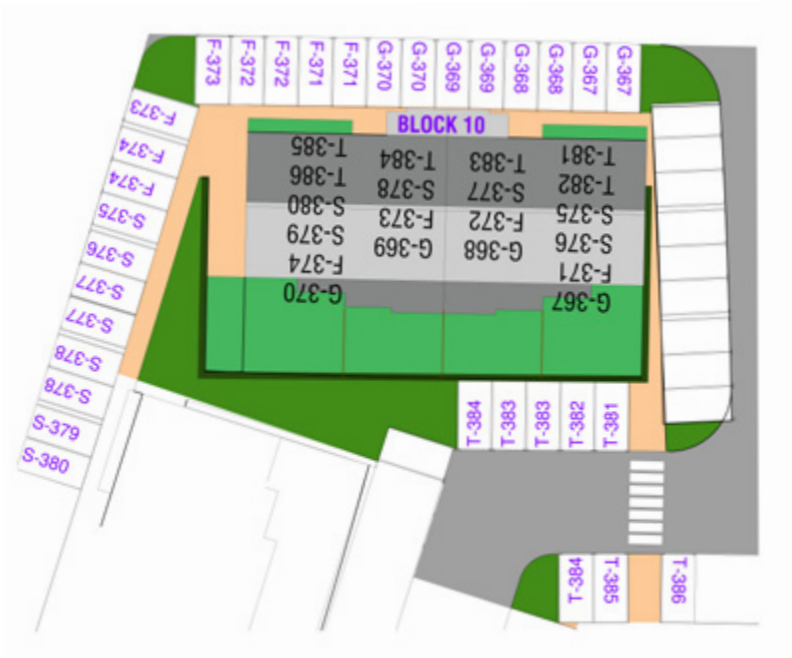 F-373
F-372
F-372
F-371
F-371
G-370
G-370
G-369
G-369
G-368
G-368
G-367
G-367
F-373
F-374
F-374
S-375
S-376
S-377
S-377
S-378
S-378
S-379
S-380
BLOCK 10
T-385
T-386
S-380
S-379
F-374
G-370
T-384
S-378
F-373
G-369
T-383
S-377
F-372
G-368
T-381
T-382
S-375
S-376
F-371
G-367
T-384
T-383
T-383
T-382
T-381
T-384
T-385
T-386